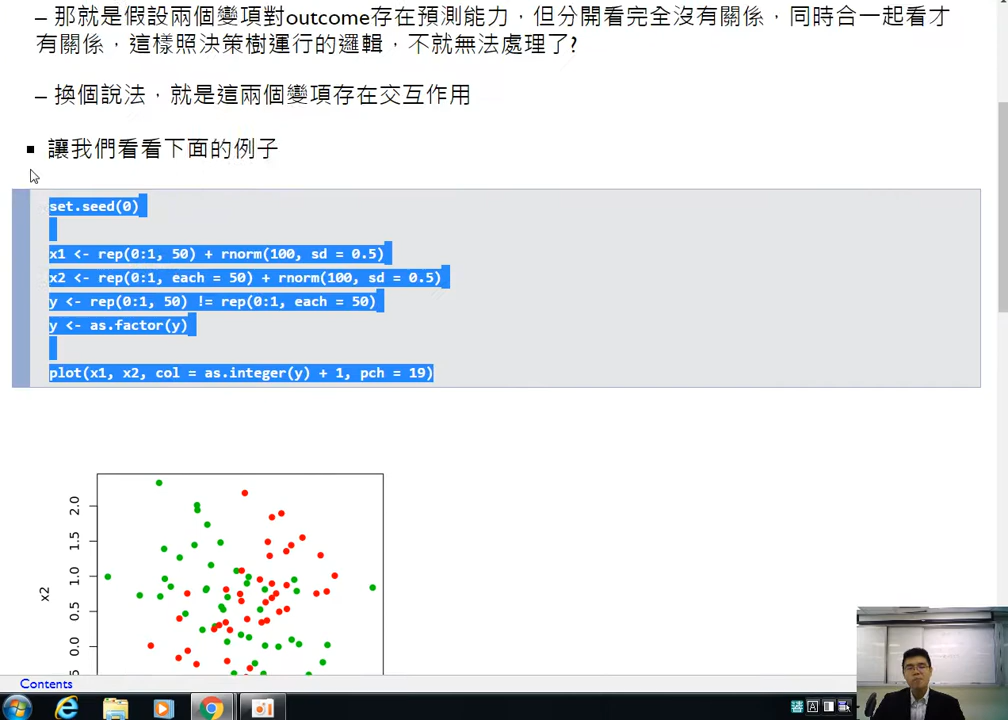 – 那就是假設兩個變項對outcome存在預測能力，但分開看完全沒有關係，同時合一起看才
有關係，這樣照決策樹運行的邏輯，不就無法處理了?
– 換個說法，就是這兩個變項存在交互作用
▪ 讓我們看看下面的例子
set.seed(0)
x1 <- rep(0:1, 50) + rnorm(100, sd = 0.5)
x2 <- rep(0:1, each = 50) + rnorm(100, sd = 0.5)
y <- rep(0:1, 50) != rep(0:1, each = 50)
y <- as.factor(y)
plot(x1, x2, col = as.integer(y) + 1, pch = 19)
2.0
1.5
1.0
x2
0.5
0.0
Contents